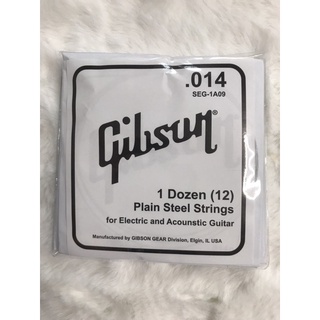 .014
SEG-1A09
Gibson®
1 Dozen (12)
Plain Steel Strings
for Electric and Acounstic Guitar
Manufactured by GIBSON GEAR Division, Elgin, IL USA